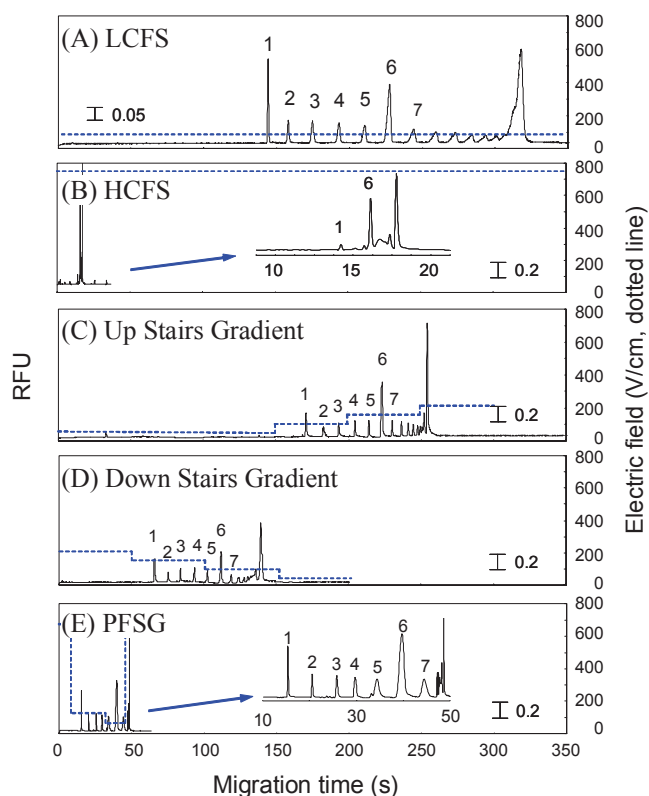 (A) LCFS
1 2 3 4 5 6 7
0.05
800
600
400
200
0
(B) HCFS
1 6
10 15 20
0.2
800
600
400
200
0
(C) Up Stairs Gradient
1 2 3 4 5 6 7
0.2
800
600
400
200
0
(D) Down Stairs Gradient
1 2 3 4 5 6 7
0.2
800
600
400
200
0
(E) PFSG
1 2 3 4 5 6 7
10 30 50
0.2
800
600
400
200
0
0 50 100 150 200 250 300 350
Migration time (s)
RFU
Electric field (V/cm, dotted line)